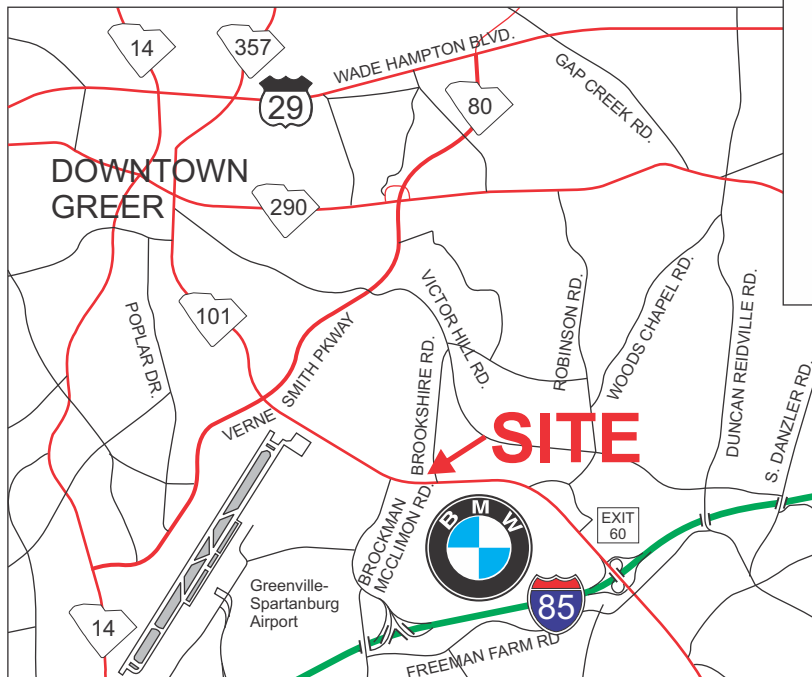 14
357
WADE HAMPTON BLVD.
29
80
GAP CREEK RD.
DOWNTOWN
GREER
290
101
POPLAR DR.
VERNE SMITH PKWAY
VICTOR HILL RD.
BROOKSHIRE RD.
ROBINSON RD.
WOODS CHAPEL RD.
DUNCAN REIDVILLE RD.
S. DANZLER RD.
SITE
BROCKMAN
MCCLIMON RD.
BMW
EXIT
60
Greenville-
Spartanburg
Airport
85
14
FREEMAN FARM RD